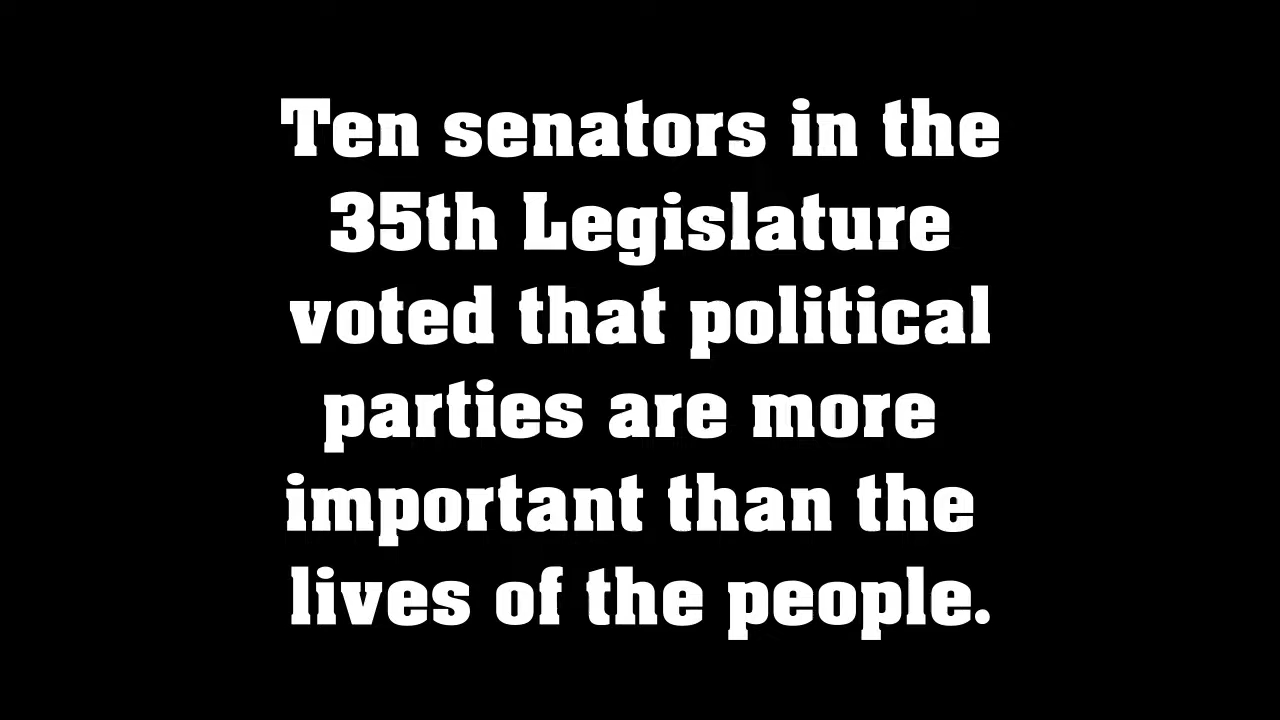 Ten senators in the
35th Legislature
voted that political
parties are more
important than the
lives of the people.